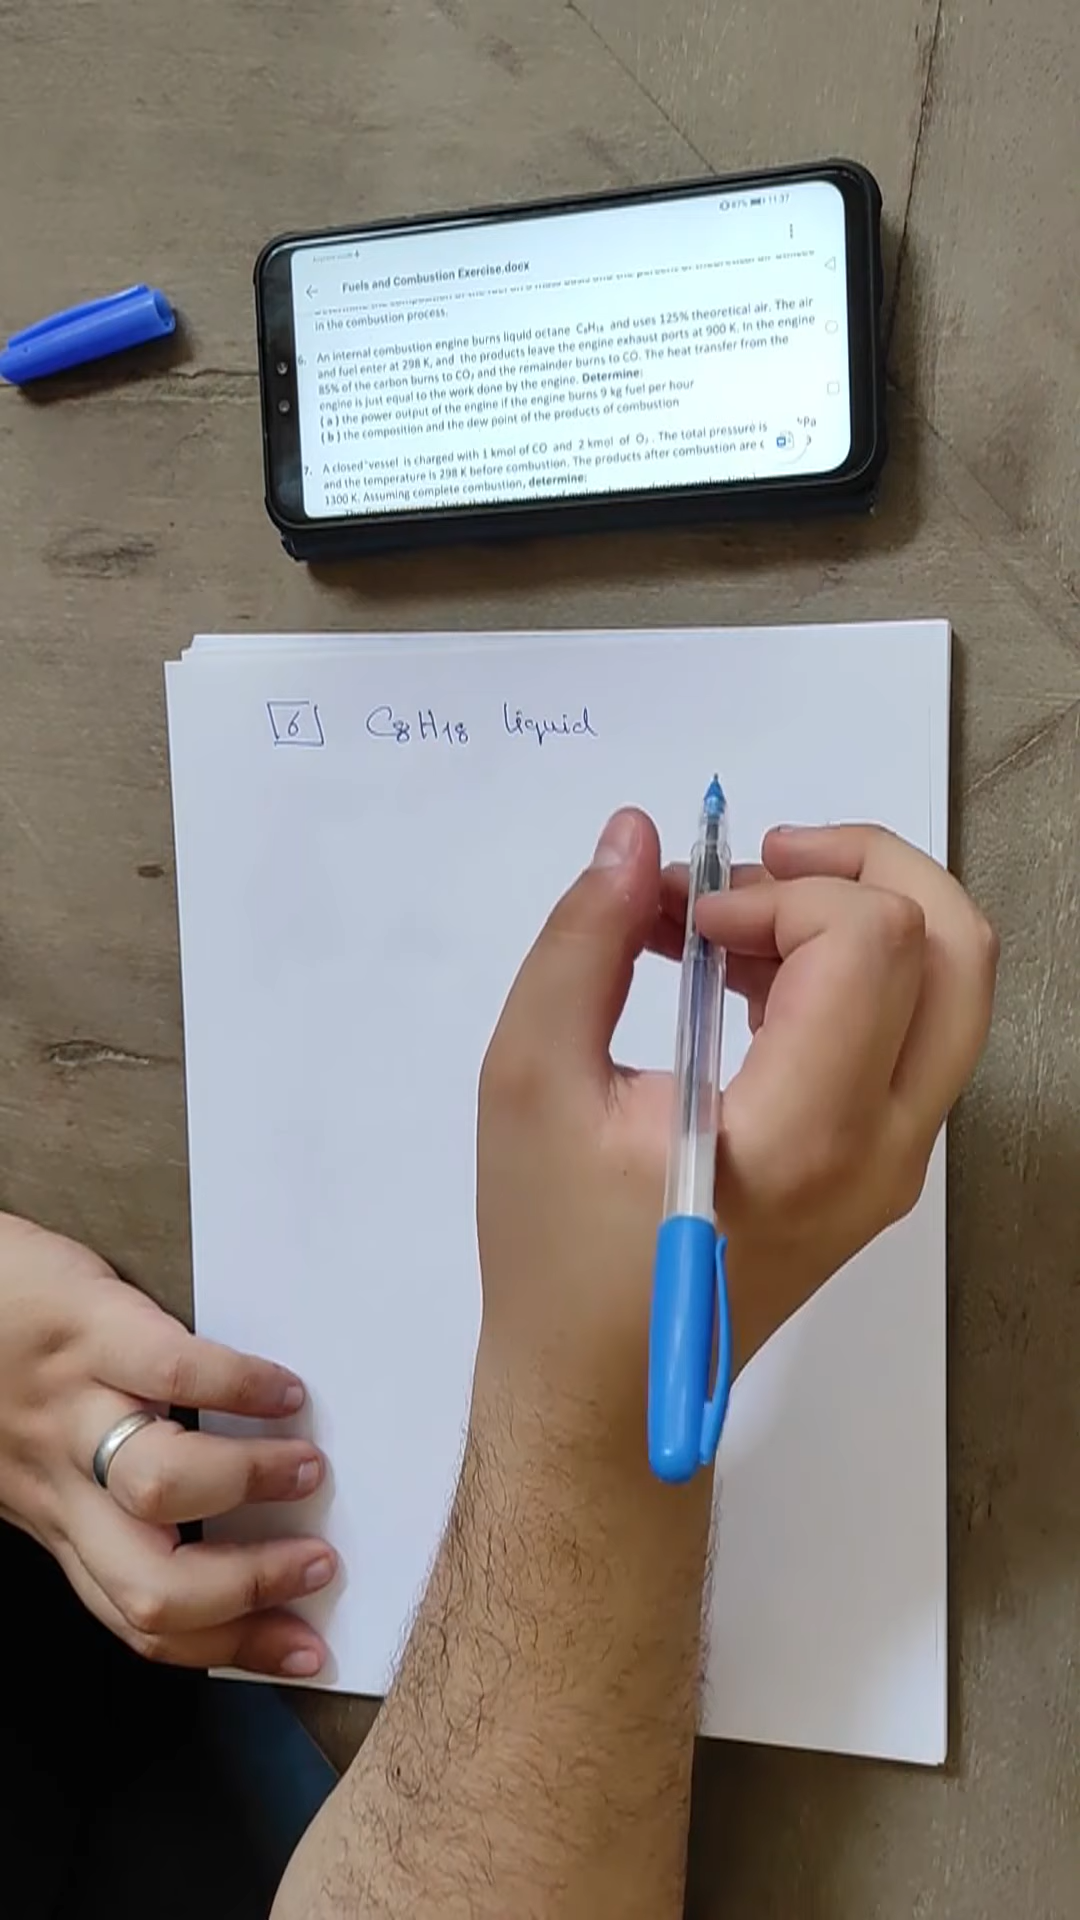 87% 11:37
Fuels and Combustion Exercise.docx
in the combustion process.
6. An internal combustion engine burns liquid octane C₈H₁₈ and uses 125% theoretical air. The air
and fuel enter at 298 K, and the products leave the engine exhaust ports at 900 K. In the engine
85% of the carbon burns to CO₂ and the remainder burns to CO. The heat transfer from the
engine is just equal to the work done by the engine. Determine:
( a ) the power output of the engine if the engine burns 9 kg fuel per hour
( b ) the composition and the dew point of the products of combustion
7. A closed vessel is charged with 1 kmol of CO and 2 kmol of O₂. The total pressure is kPa
and the temperature is 298 K before combustion. The products after combustion are
1300 K. Assuming complete combustion, determine:
6 C8H18 liquid